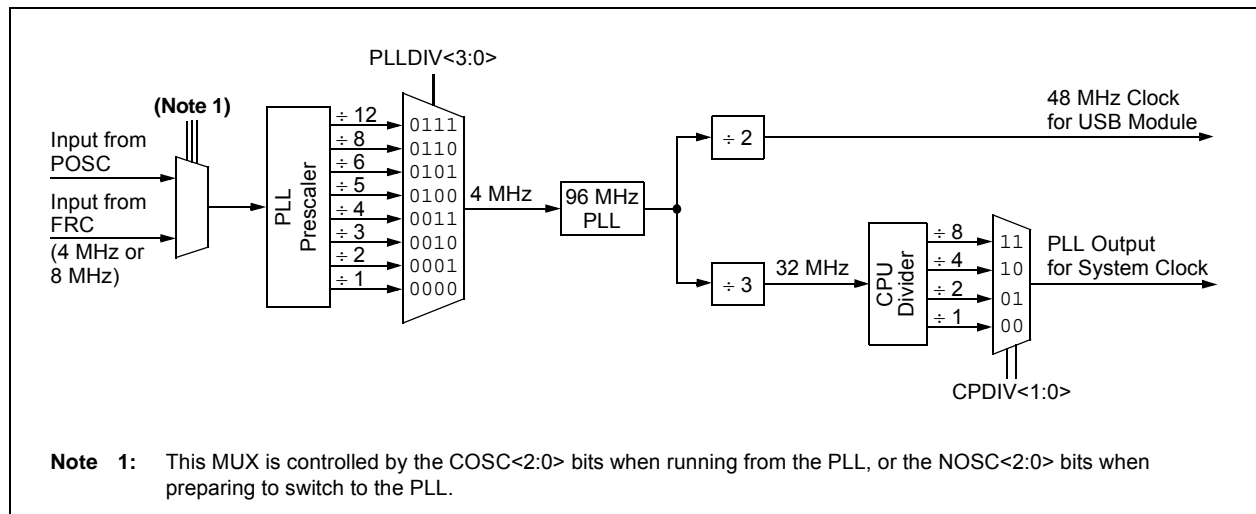 PLLDIV<3:0>
(Note 1)
Input from
POSC
Input from
FRC
(4 MHz or
8 MHz)
PLL
Prescaler
÷ 12
÷ 8
÷ 6
÷ 5
÷ 4
÷ 3
÷ 2
÷ 1
0111
0110
0101
0100
0011
0010
0001
0000
4 MHz
96 MHz
PLL
÷ 2
48 MHz Clock
for USB Module
÷ 3
32 MHz
CPU
Divider
÷ 8
÷ 4
÷ 2
÷ 1
11
10
01
00
PLL Output
for System Clock
CPDIV<1:0>
Note 1: This MUX is controlled by the COSC<2:0> bits when running from the PLL, or the NOSC<2:0> bits when
preparing to switch to the PLL.